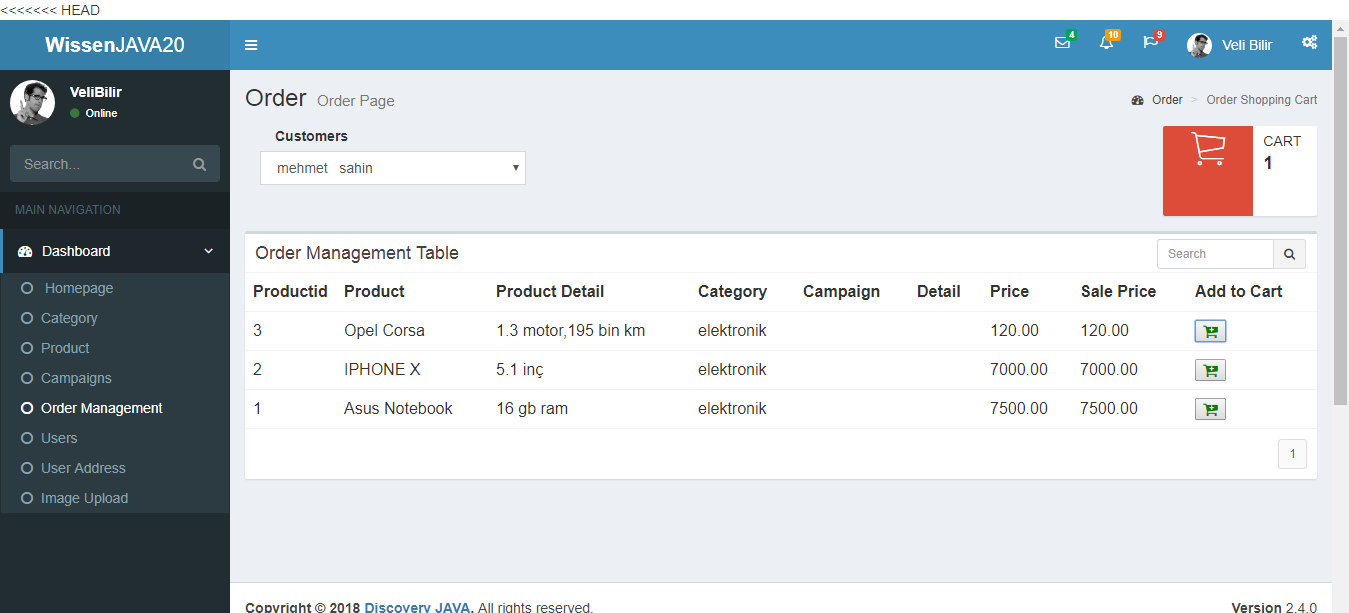 <<<<<<< HEAD
WissenJAVA20
4
10
9
Veli Bilir
VeliBilir
Online
Search...
MAIN NAVIGATION
Dashboard
Homepage
Category
Product
Campaigns
Order Management
Users
User Address
Image Upload
Order Order Page
Order > Order Shopping Cart
Customers
mehmet sahin
CART
1
Order Management Table
Search
Productid Product Product Detail Category Campaign Detail Price Sale Price Add to Cart
3 Opel Corsa 1.3 motor,195 bin km elektronik 120.00 120.00
2 IPHONE X 5.1 inç elektronik 7000.00 7000.00
1 Asus Notebook 16 gb ram elektronik 7500.00 7500.00
1
Copyright © 2018 Discovery JAVA. All rights reserved.
Version 2.4.0